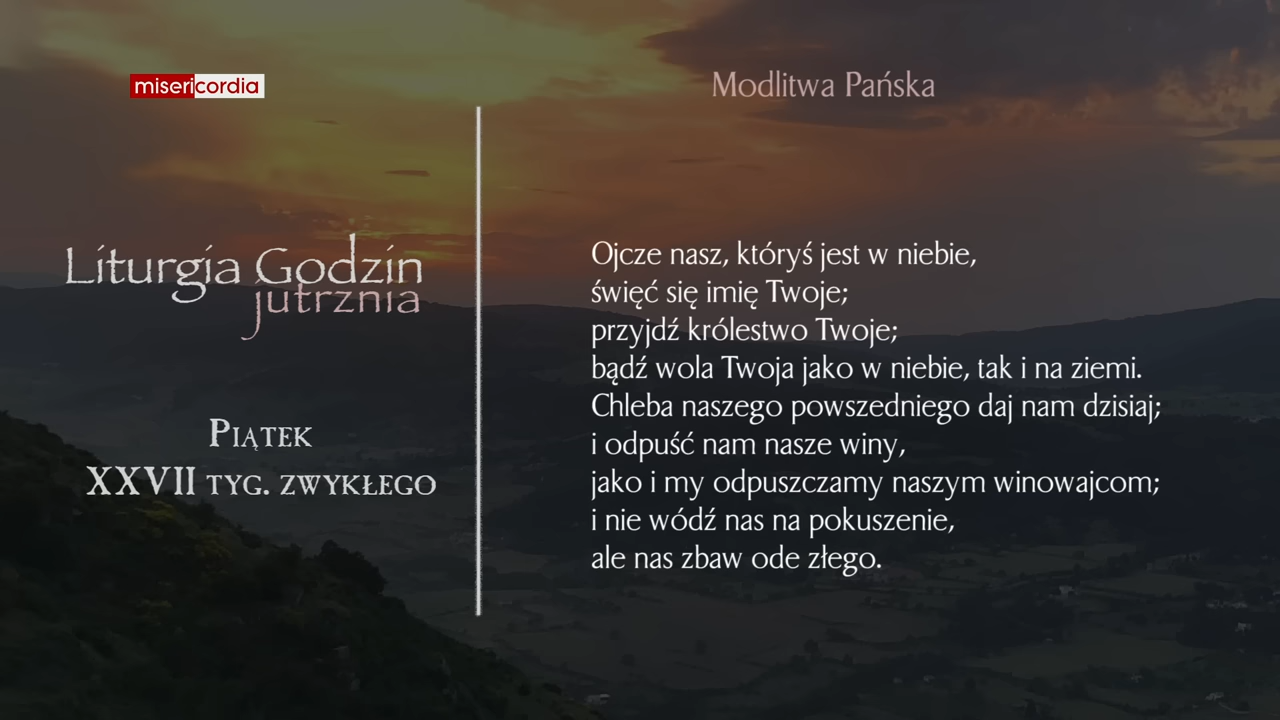 misericordia
Liturgia Godzin
jutrznia
Piątek
XXVII tyg. zwykłego
Modlitwa Pańska
Ojcze nasz, któryś jest w niebie,
święć się imię Twoje;
przyjdź królestwo Twoje;
bądź wola Twoja jako w niebie, tak i na ziemi.
Chleba naszego powszedniego daj nam dzisiaj;
i odpuść nam nasze winy,
jako i my odpuszczamy naszym winowajcom;
i nie wódź nas na pokuszenie,
ale nas zbaw ode złego.